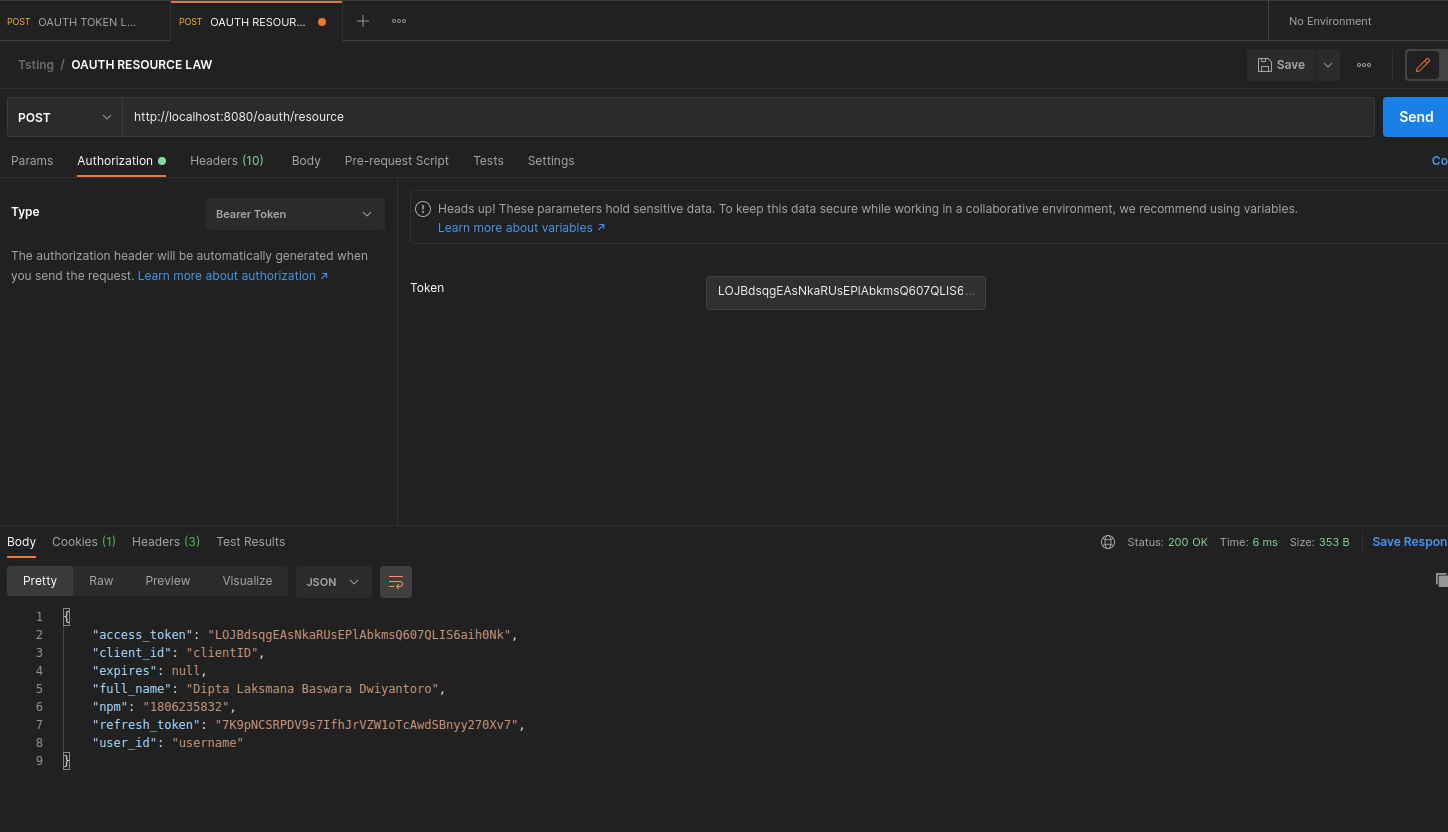 POST OAUTH TOKEN L... POST OAUTH RESOUR... No Environment
Tsting / OAUTH RESOURCE LAW Save
POST http://localhost:8080/oauth/resource Send
Params Authorization Headers (10) Body Pre-request Script Tests Settings Co
Type Bearer Token
The authorization header will be automatically generated when
you send the request. Learn more about authorization ↗
Heads up! These parameters hold sensitive data. To keep this data secure while working in a collaborative environment, we recommend using variables.
Learn more about variables ↗
Token LOJBdsqgEAsNkaRUsEPlAbkmsQ607QLIS6...
Body Cookies (1) Headers (3) Test Results Status: 200 OK Time: 6 ms Size: 353 B Save Respon
Pretty Raw Preview Visualize JSON
1 {
2 "access_token": "LOJBdsqgEAsNkaRUsEPlAbkmsQ607QLIS6aih0Nk",
3 "client_id": "clientID",
4 "expires": null,
5 "full_name": "Dipta Laksmana Baswara Dwiyantoro",
6 "npm": "1806235832",
7 "refresh_token": "7K9pNCSRPDV9s7IfhJrVZW1oTcAwdSBnyy270Xv7",
8 "user_id": "username"
9 }